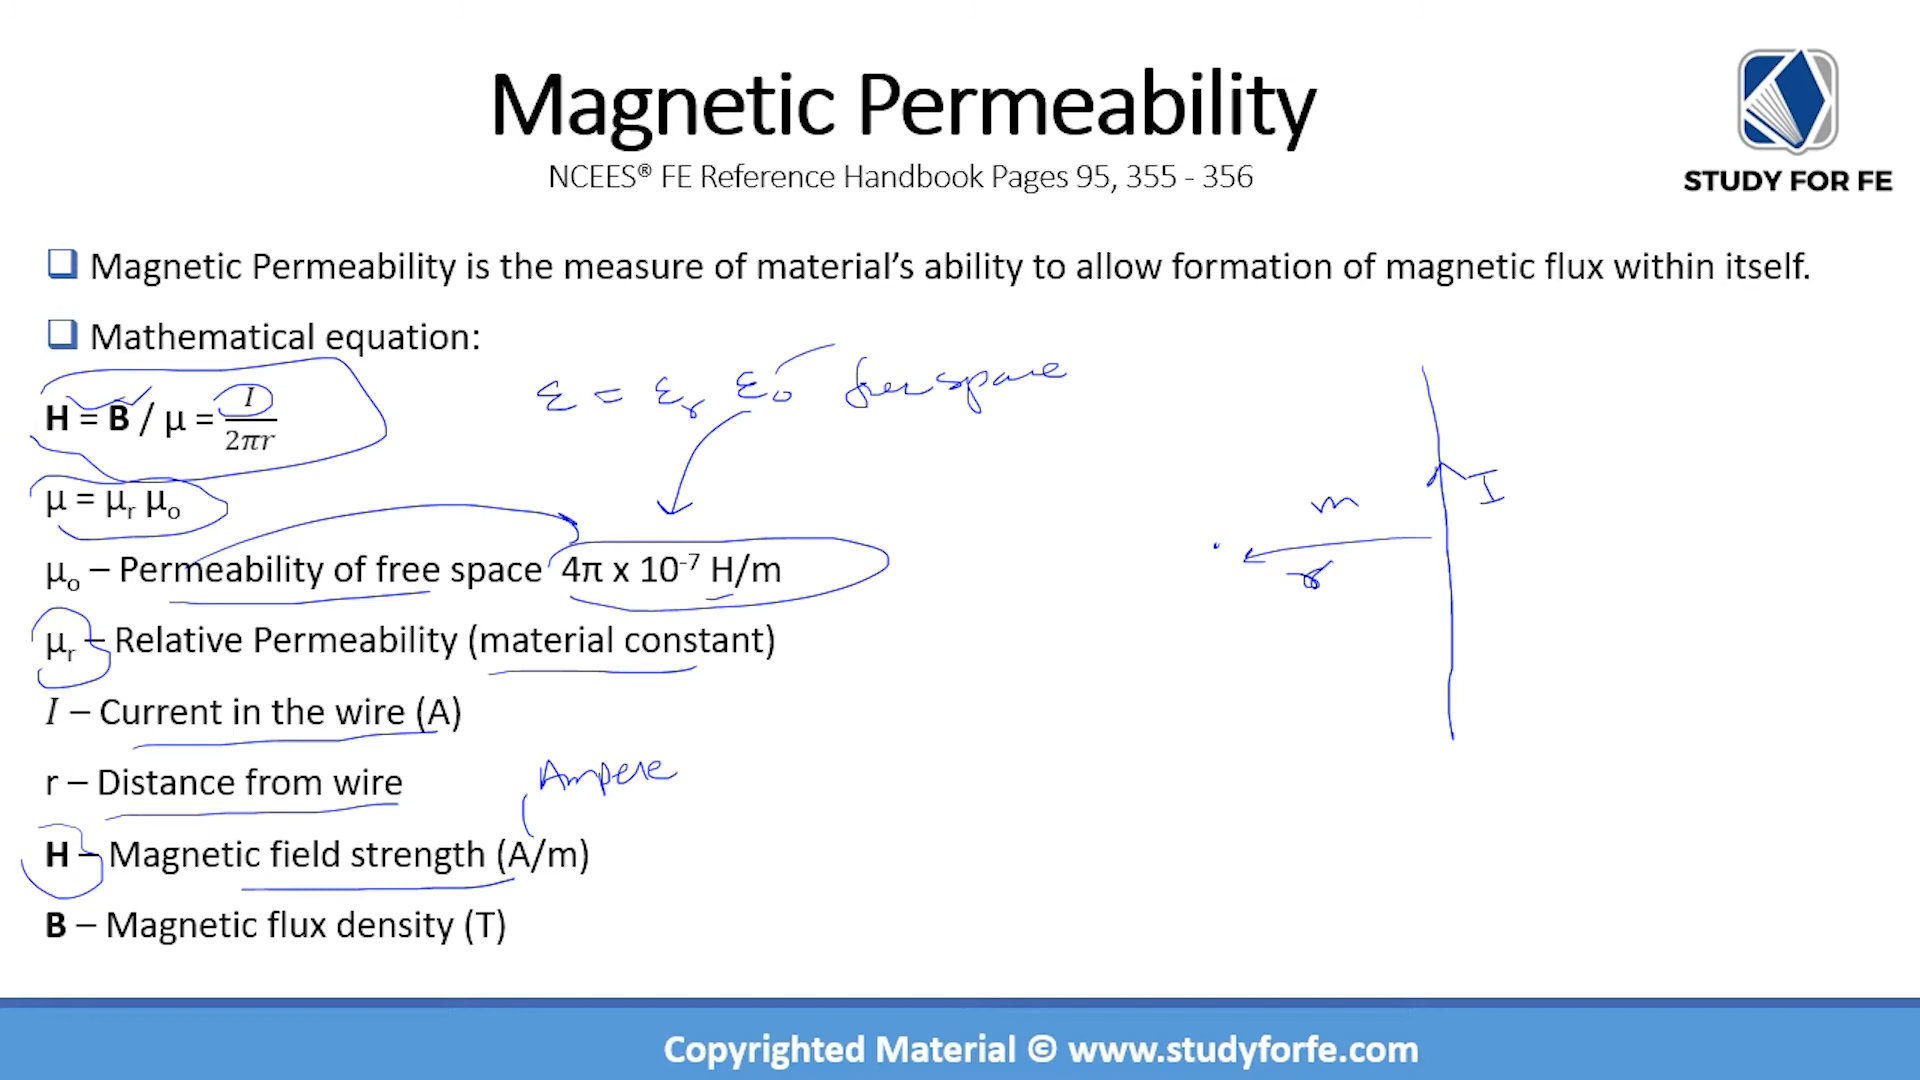 Magnetic Permeability
NCEES® FE Reference Handbook Pages 95, 355 - 356
STUDY FOR FE
❑ Magnetic Permeability is the measure of material's ability to allow formation of magnetic flux within itself.
❑ Mathematical equation:
ε = εr εo free space
H = B / μ = I / 2πr
μ = μr μo
I
m
r
μo – Permeability of free space 4π x 10⁻⁷ H/m
μr – Relative Permeability (material constant)
I – Current in the wire (A)
Ampere
r – Distance from wire
H – Magnetic field strength (A/m)
B – Magnetic flux density (T)
Copyrighted Material © www.studyforfe.com